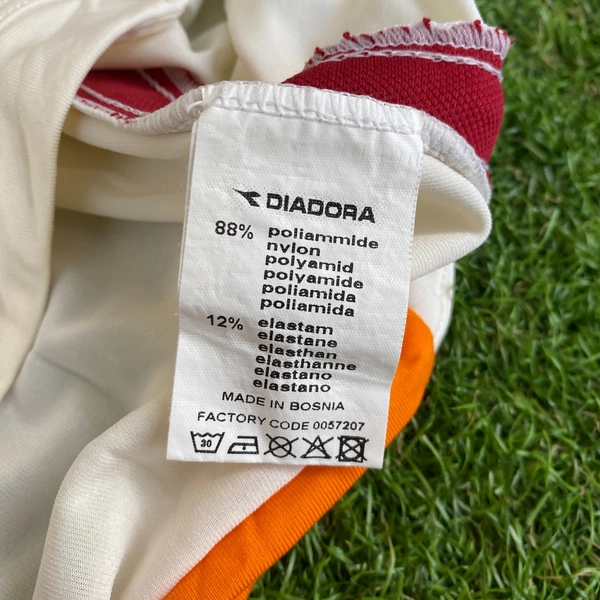 DIADORA
88% poliammide
nylon
polyamid
polyamide
poliamida
poliamida
12% elastam
elastane
elasthan
elasthanne
elastano
elastano
MADE IN BOSNIA
FACTORY CODE 0057207
30